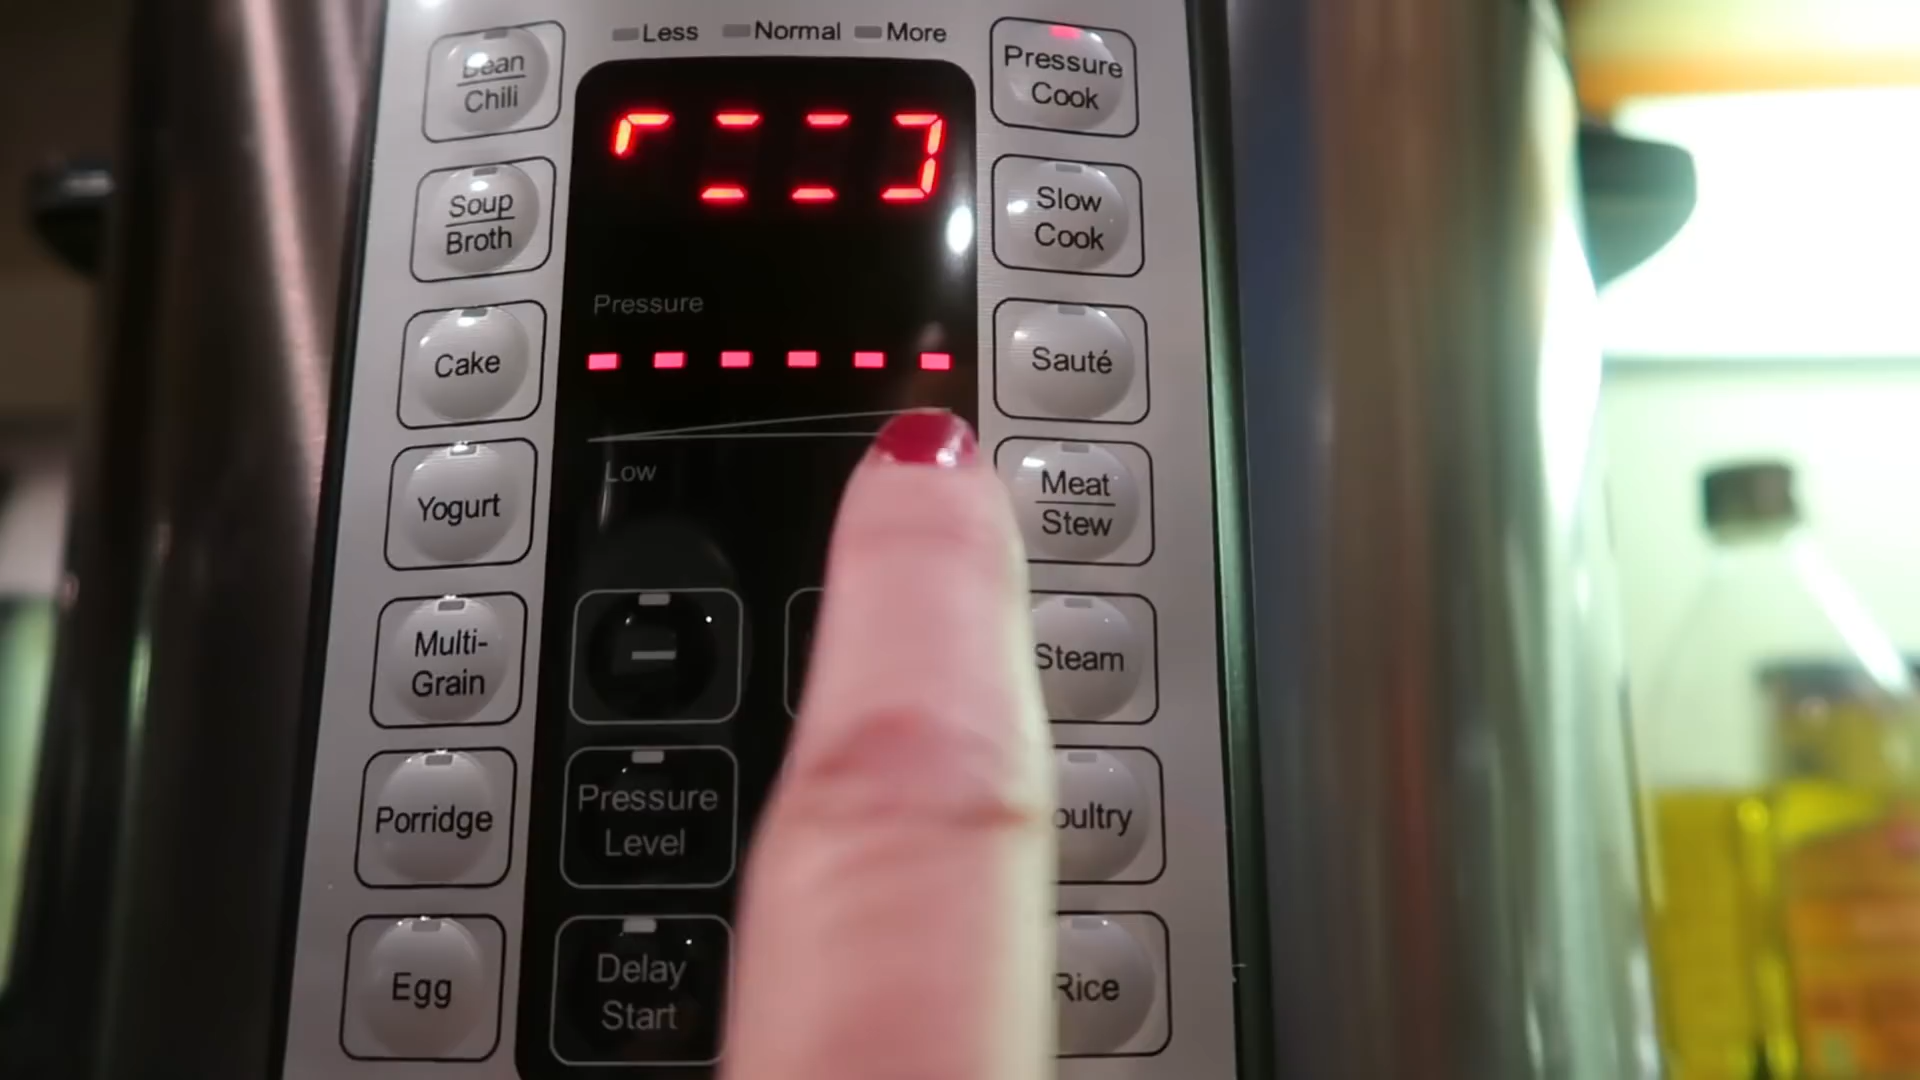 Less Normal More
Bean
Chili
Pressure
Cook
Soup
Broth
Slow
Cook
Pressure
Cake
Sauté
Low
Yogurt
Meat
Stew
Multi-
Grain
Steam
Porridge
Pressure
Level
oultry
Egg
Delay
Start
Rice